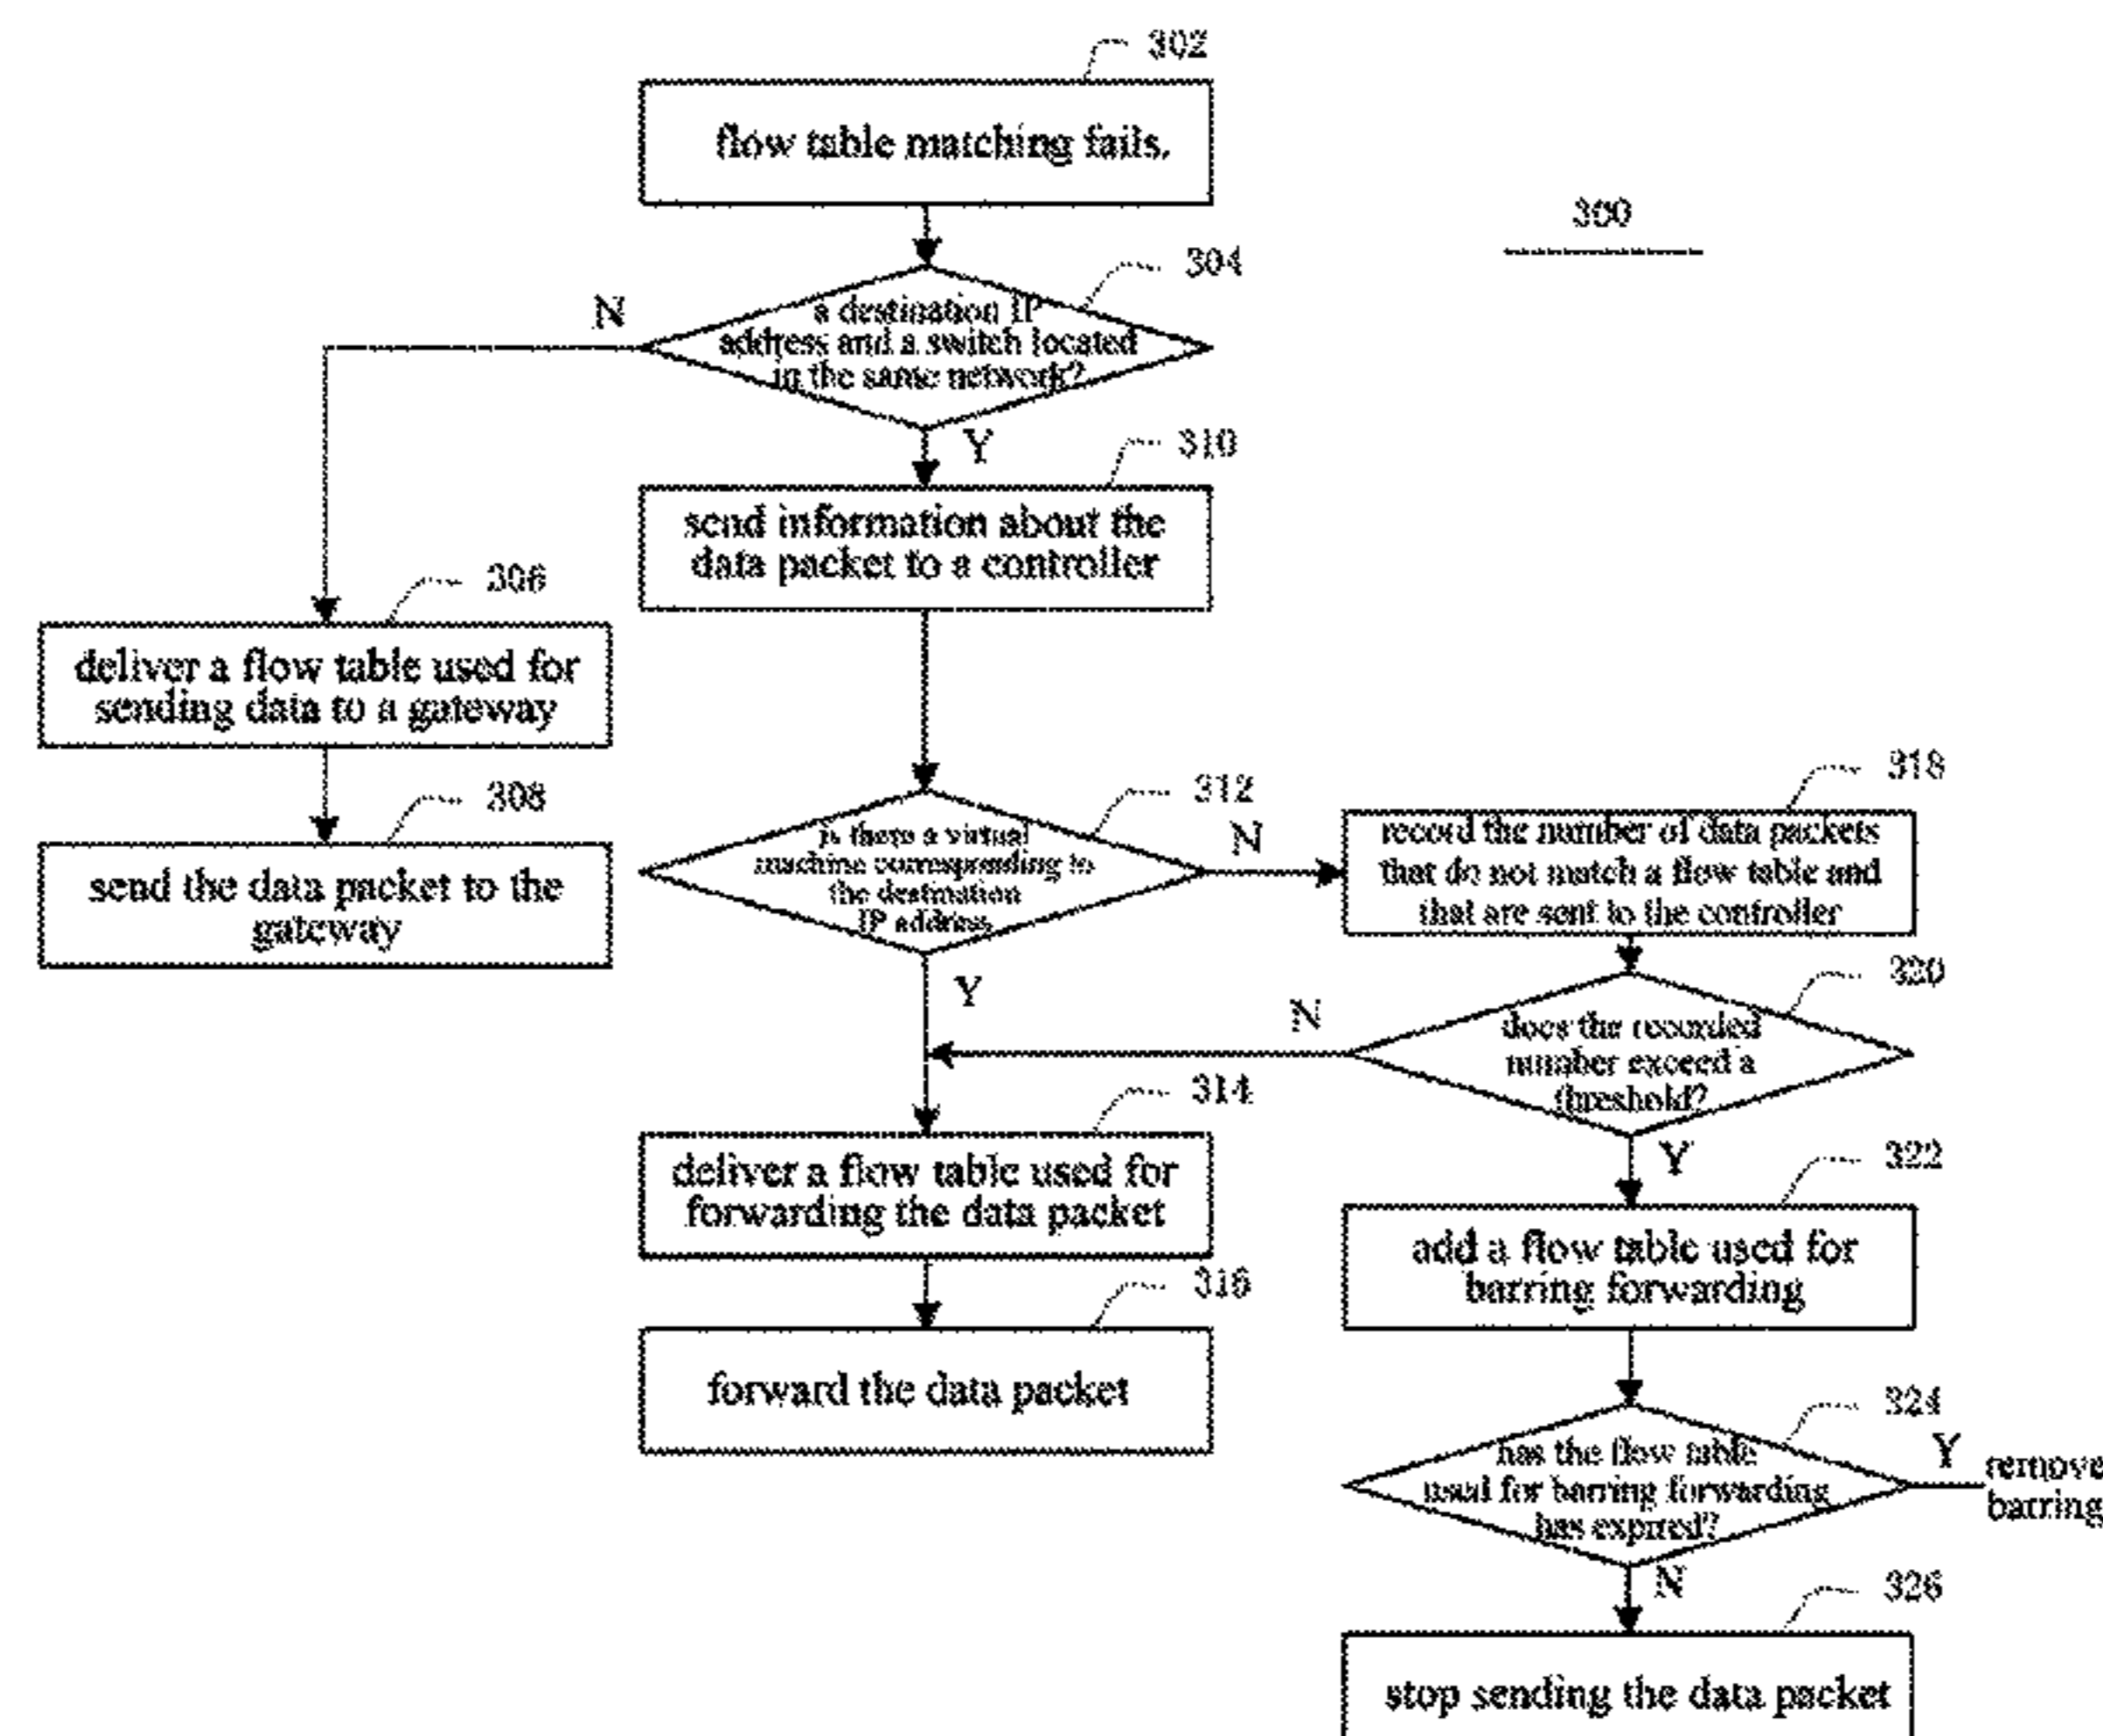 302
flow table matching fails.
300
304
N
a destination IP
address and a switch located
in the same network?
Y
310
send information about the
data packet to a controller
306
deliver a flow table used for
sending data to a gateway
308
send the data packet to the
gateway
312
is there a virtual
machine corresponding to
the destination
IP address
N
318
record the number of data packets
that do not match a flow table and
that are sent to the controller
Y
320
N
does the recorded
number exceed a
threshold?
314
deliver a flow table used for
forwarding the data packet
Y
322
add a flow table used for
barring forwarding
316
forward the data packet
324
has the flow table
used for barring forwarding
has expired?
Y
remove
barring
N
326
stop sending the data packet